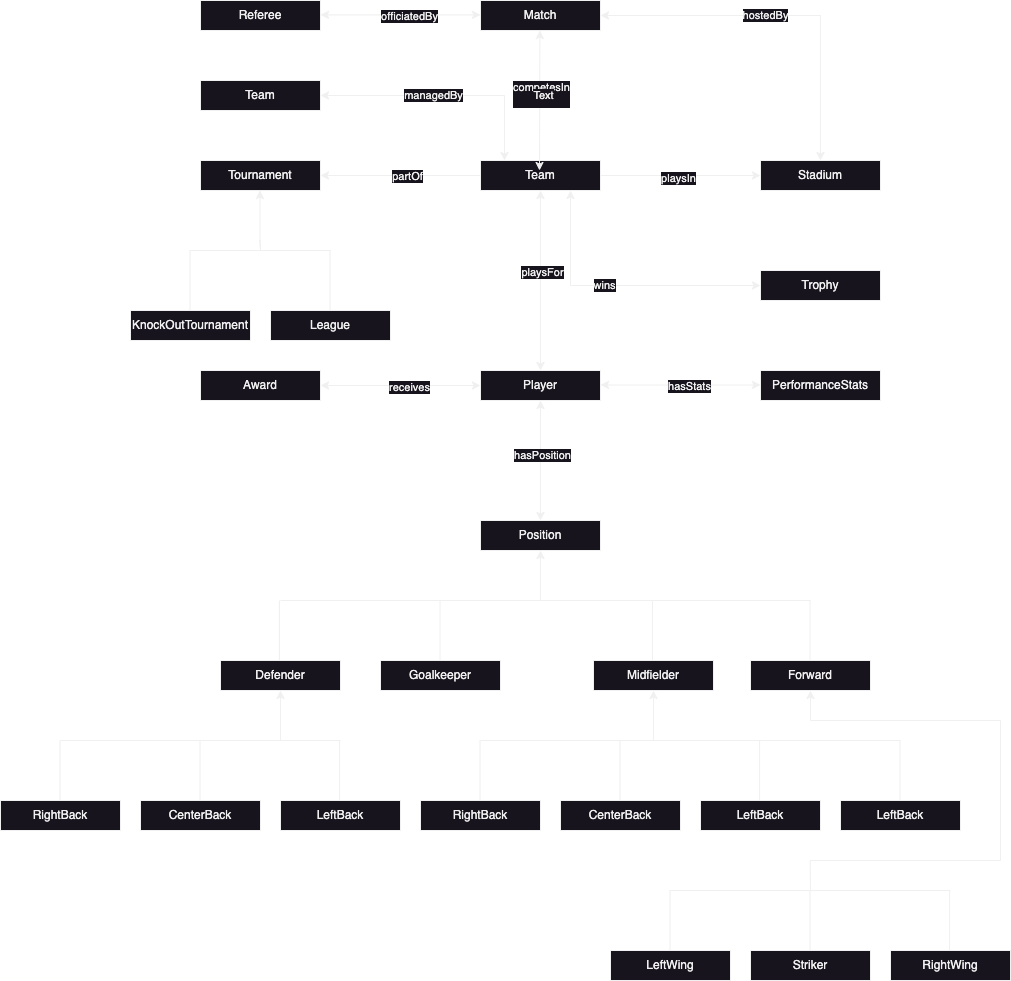 Referee
officiatedBy
Match
hostedBy
Team
managedBy
competesIn
Text
Tournament
partOf
Team
playsIn
Stadium
playsFor
wins
Trophy
KnockOutTournament
League
Award
receives
Player
hasStats
PerformanceStats
hasPosition
Position
Defender
Goalkeeper
Midfielder
Forward
RightBack
CenterBack
LeftBack
RightBack
CenterBack
LeftBack
LeftBack
LeftWing
Striker
RightWing